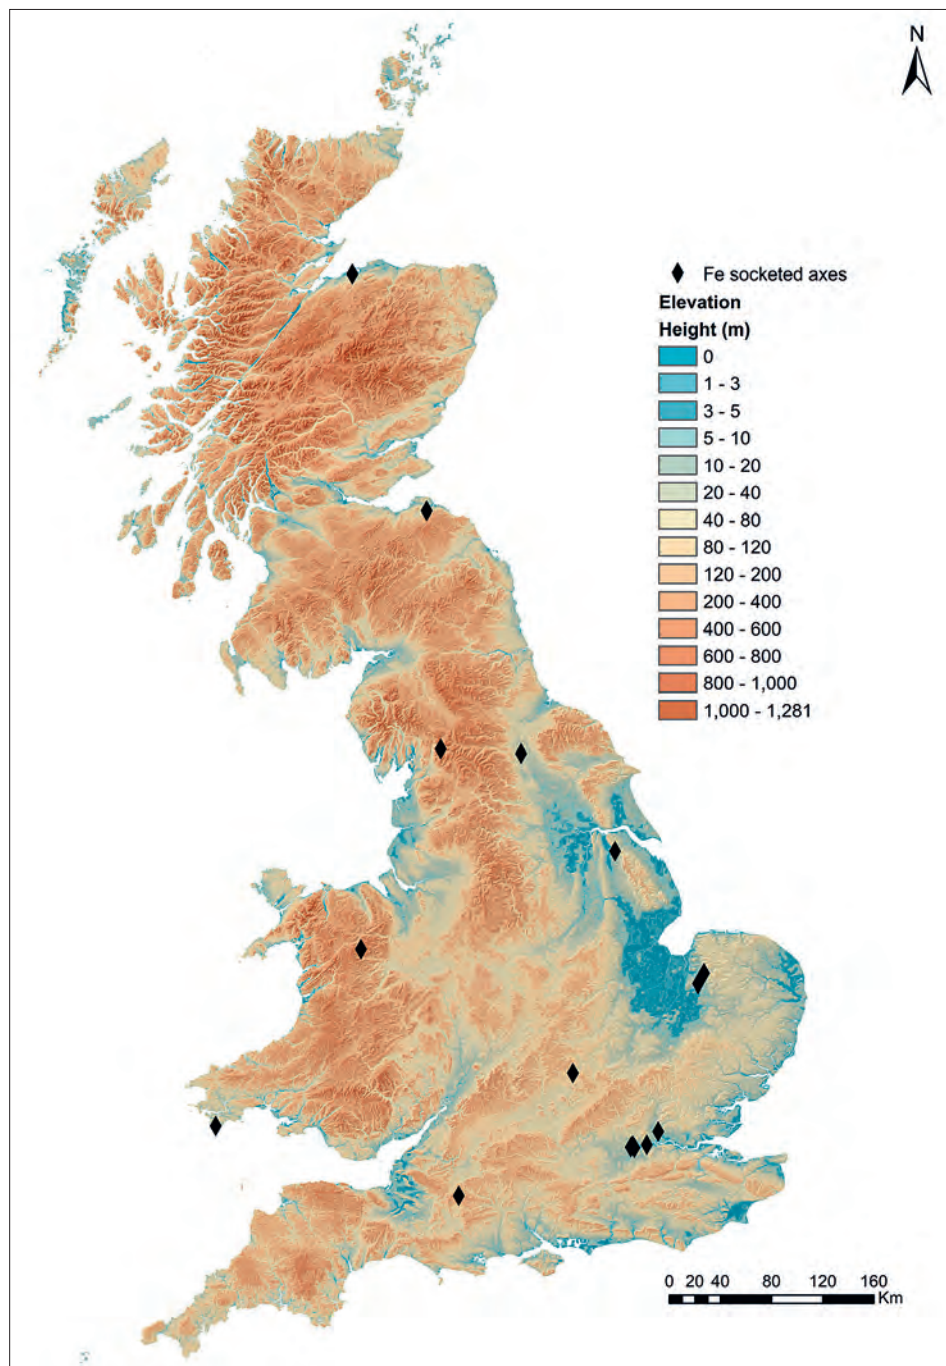 N
Fe socketed axes
Elevation
Height (m)
0
1 - 3
3 - 5
5 - 10
10 - 20
20 - 40
40 - 80
80 - 120
120 - 200
200 - 400
400 - 600
600 - 800
800 - 1,000
1,000 - 1,281
0 20 40 80 120 160
Km